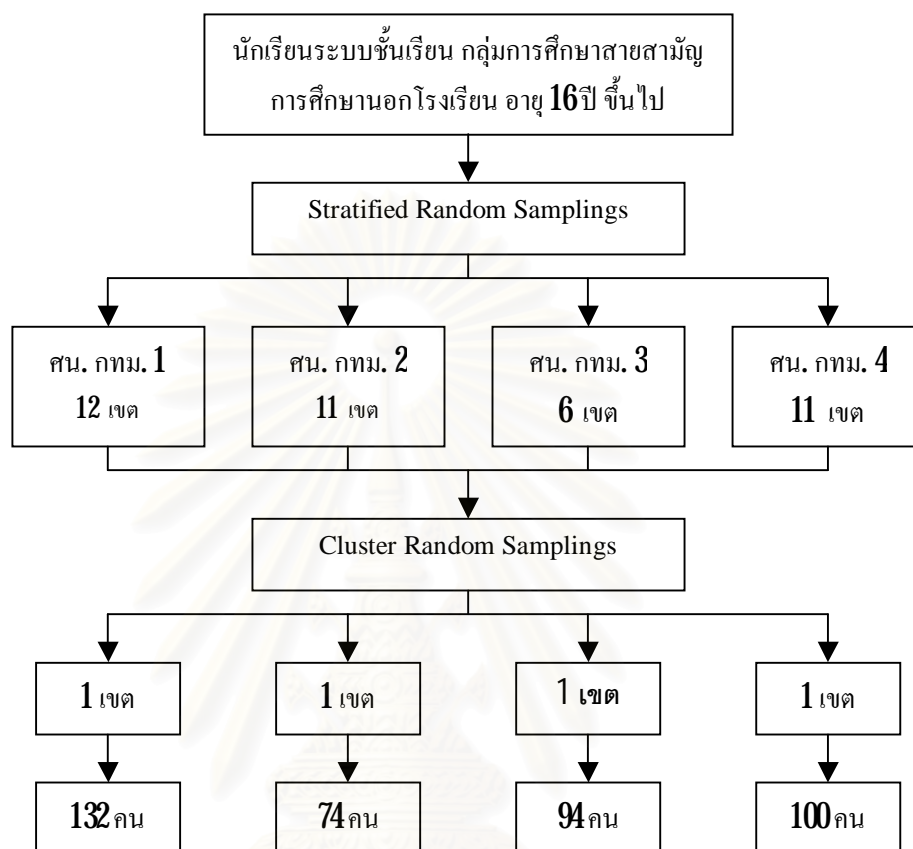 นักเรียนระบบชั้นเรียน กลุ่มการศึกษาสายสามัญ
การศึกษานอกโรงเรียน อายุ 16 ปี ขึ้นไป
Stratified Random Samplings
ศน. กทม. 1
12 เขต
ศน. กทม. 2
11 เขต
ศน. กทม. 3
6 เขต
ศน. กทม. 4
11 เขต
Cluster Random Samplings
1 เขต
1 เขต
1 เขต
1 เขต
132 คน
74 คน
94 คน
100 คน